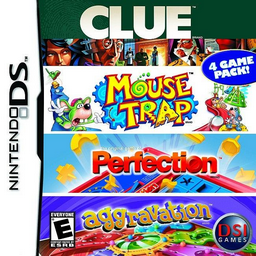 NINTENDO DS
CLUE
4 GAME
PACK!
MOUSE
TRAP
Perfection
aggravation
EVERYONE
E
ESRB
DSI
GAMES